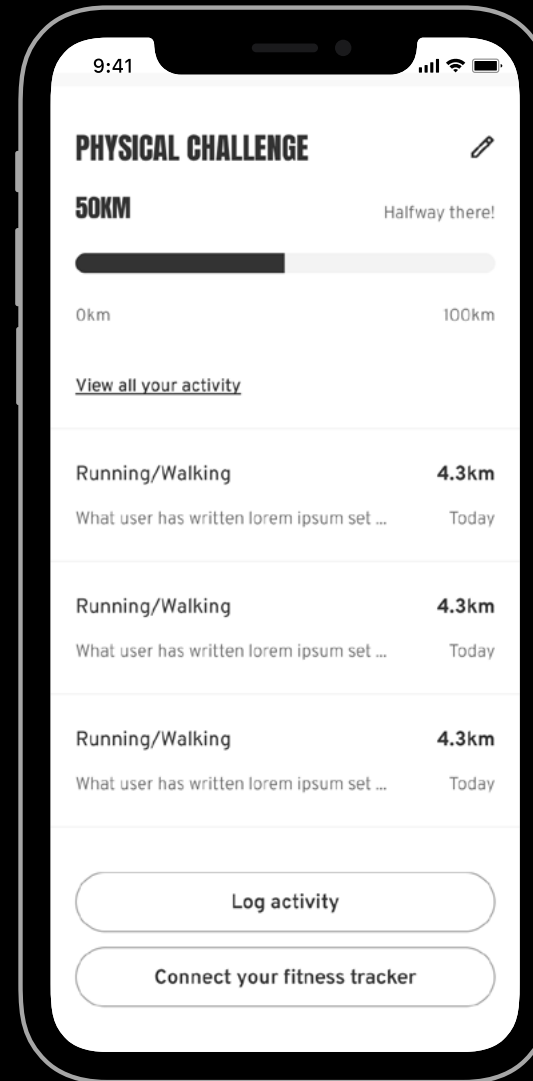 9:41
PHYSICAL CHALLENGE
50KM
Halfway there!
0km
100km
View all your activity
Running/Walking
4.3km
What user has written lorem ipsum set ...
Today
Running/Walking
4.3km
What user has written lorem ipsum set ...
Today
Running/Walking
4.3km
What user has written lorem ipsum set ...
Today
Log activity
Connect your fitness tracker